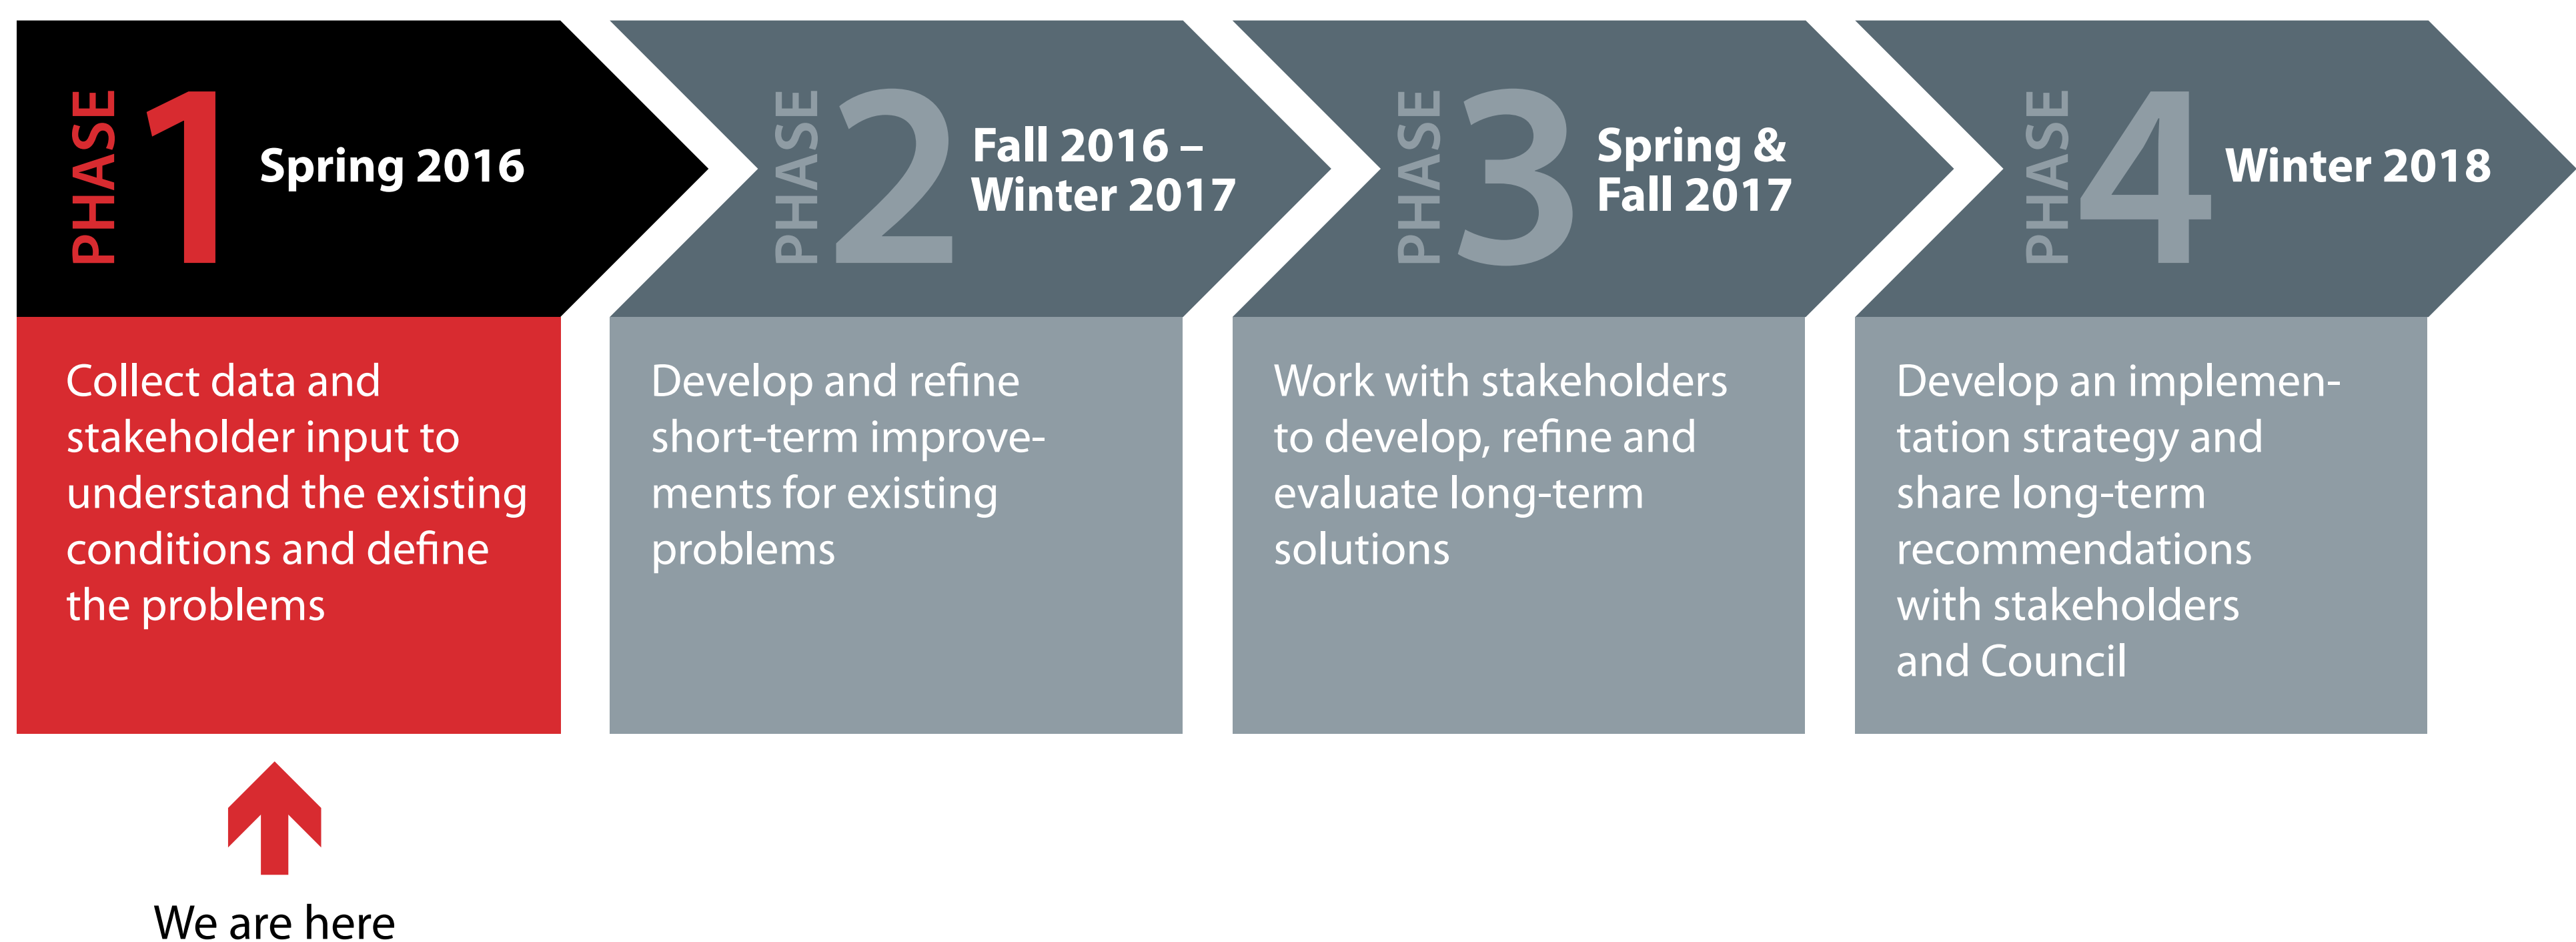 PHASE 1
Spring 2016
Collect data and
stakeholder input to
understand the existing
conditions and define
the problems
PHASE 2
Fall 2016 –
Winter 2017
Develop and refine
short-term improve-
ments for existing
problems
PHASE 3
Spring &
Fall 2017
Work with stakeholders
to develop, refine and
evaluate long-term
solutions
PHASE 4
Winter 2018
Develop an implemen-
tation strategy and
share long-term
recommendations
with stakeholders
and Council
We are here